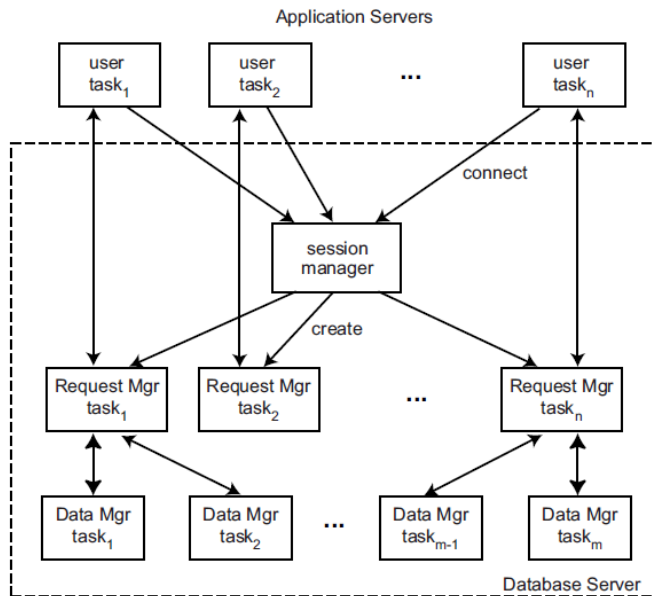 Application Servers
user
task1
user
task2
...
user
taskn
connect
session
manager
create
Request Mgr
task1
Request Mgr
task2
...
Request Mgr
taskn
Data Mgr
task1
Data Mgr
task2
...
Data Mgr
taskm-1
Data Mgr
taskm
Database Server